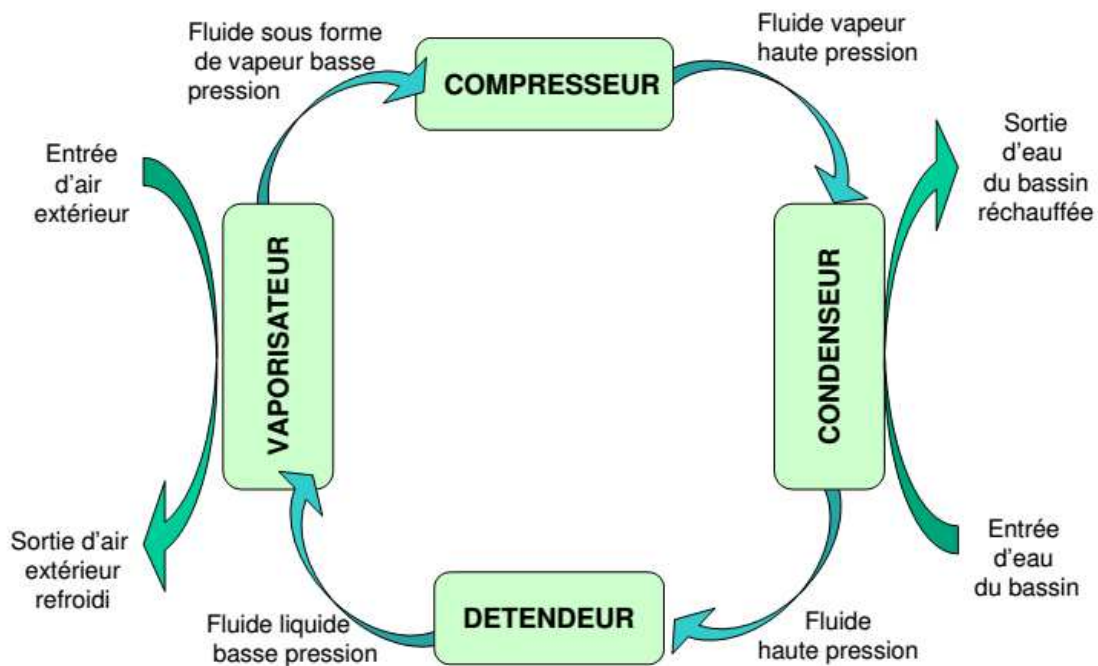 Fluide sous forme
de vapeur basse
pression
COMPRESSEUR
Fluide vapeur
haute pression
Entrée
d'air
extérieur
Sortie
d'eau
du bassin
réchauffée
VAPORISATEUR
CONDENSEUR
Sortie d'air
extérieur
refroidi
Entrée
d'eau
du bassin
Fluide liquide
basse pression
DETENDEUR
Fluide
haute pression